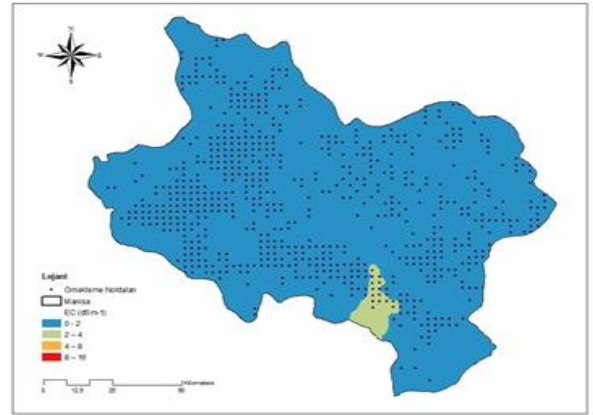 N
Lejant
Örnekleme Noktaları
Manisa
EC (dS m-1)
0 - 2
2 – 4
4 – 8
8 – 16
Kilometers
0 12,5 25 50